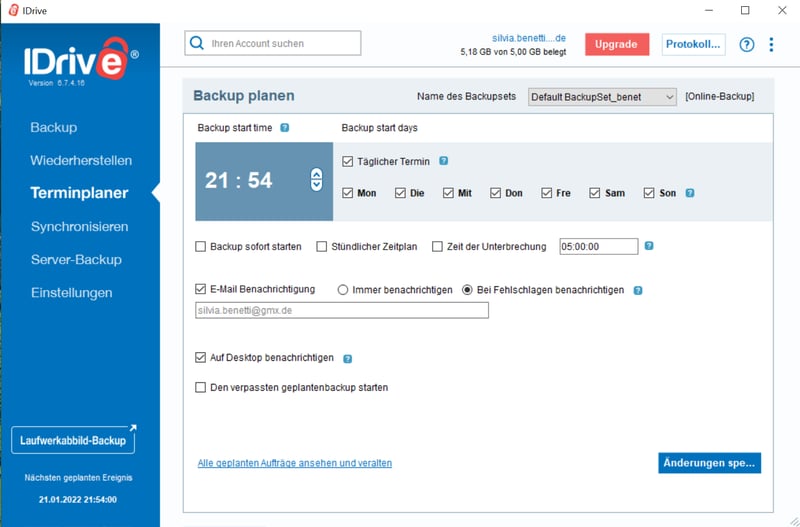 IDrive
IDrive®
Version 6.7.4.16
Backup
Wiederherstellen
Terminplaner
Synchronisieren
Server-Backup
Einstellungen
Laufwerkabbild-Backup
Nächsten geplanten Ereignis
21.01.2022 21:54:00
Ihren Account suchen
silvia.benetti....de
5,18 GB von 5,00 GB belegt
Upgrade
Protokoll...
?
Backup planen
Name des Backupsets
Default BackupSet_benet
[Online-Backup]
Backup start time ?
Backup start days
21 : 54
Täglicher Termin ?
Mon Die Mit Don Fre Sam Son ?
Backup sofort starten Stündlicher Zeitplan Zeit der Unterbrechung 05:00:00 ?
E-Mail Benachrichtigung Immer benachrichtigen Bei Fehlschlagen benachrichtigen ?
silvia.benetti@gmx.de
Auf Desktop benachrichtigen ?
Den verpassten geplantenbackup starten
Alle geplanten Aufträge ansehen und veralten
Änderungen spe...